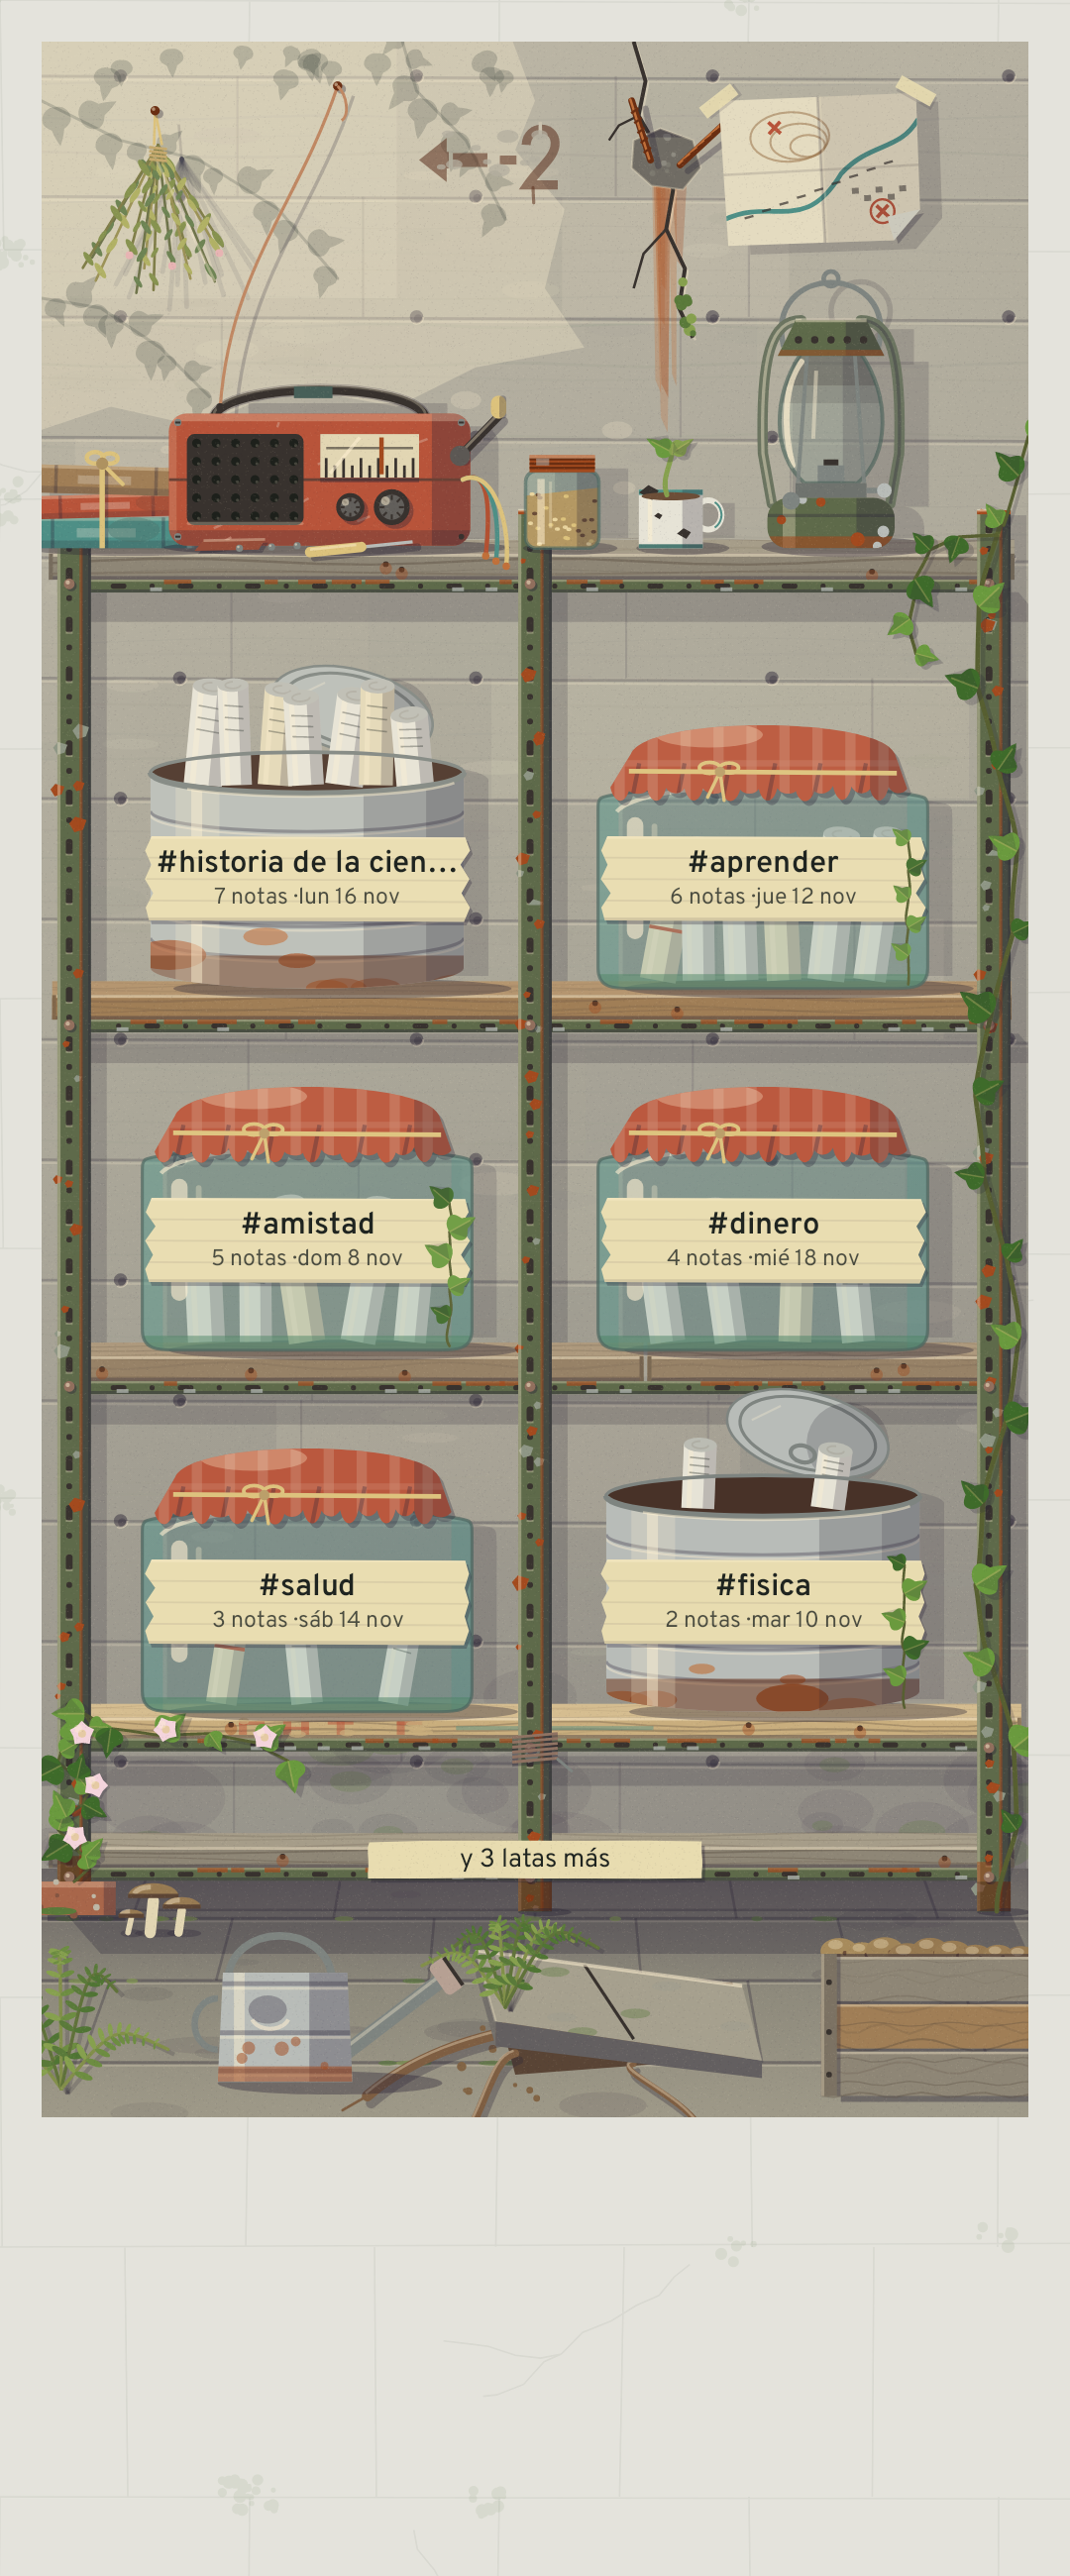 -2
#historia de la cien...
7 notas ·lun 16 nov
#aprender
6 notas ·jue 12 nov
#amistad
5 notas ·dom 8 nov
#dinero
4 notas ·mié 18 nov
#salud
3 notas ·sáb 14 nov
#fisica
2 notas ·mar 10 nov
y 3 latas más